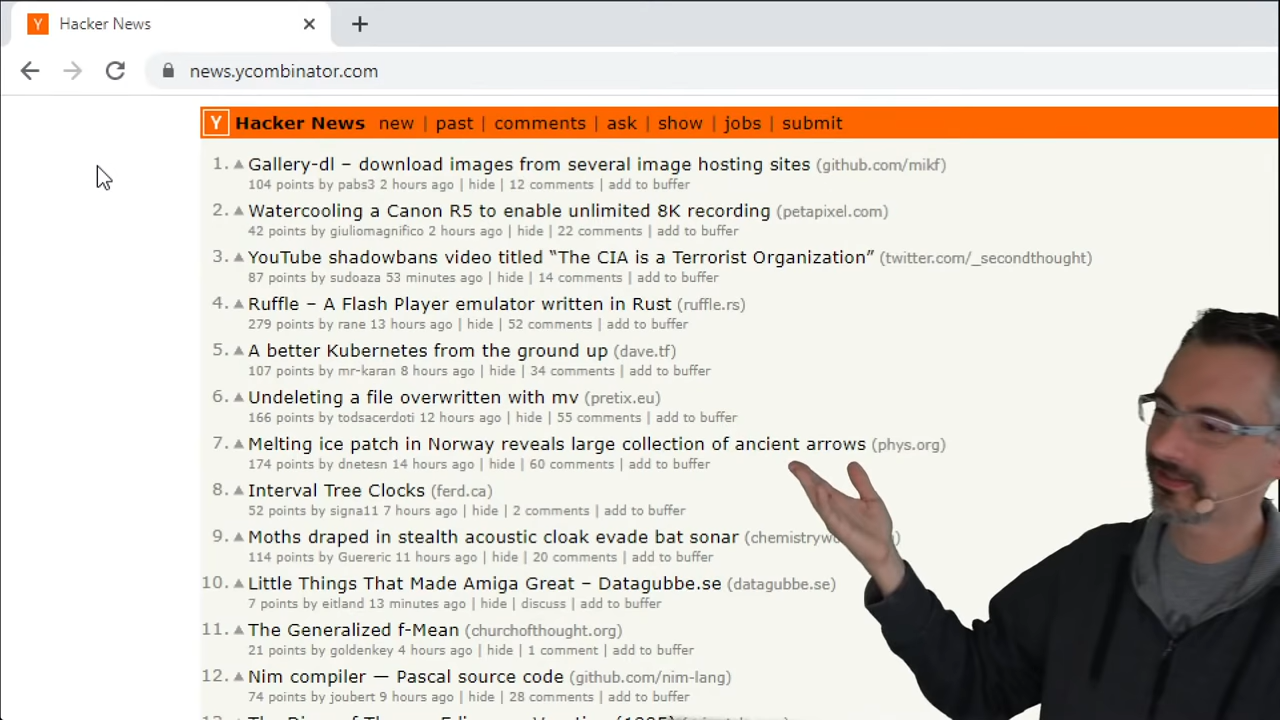 Y Hacker News
news.ycombinator.com
Y Hacker News new | past | comments | ask | show | jobs | submit
1. Gallery-dl – download images from several image hosting sites (github.com/mikf)
104 points by pabs3 2 hours ago | hide | 12 comments | add to buffer
2. Watercooling a Canon R5 to enable unlimited 8K recording (petapixel.com)
42 points by giuliomagnifico 2 hours ago | hide | 22 comments | add to buffer
3. YouTube shadowbans video titled “The CIA is a Terrorist Organization” (twitter.com/_secondthought)
87 points by sudoaza 53 minutes ago | hide | 14 comments | add to buffer
4. Ruffle – A Flash Player emulator written in Rust (ruffle.rs)
279 points by rane 13 hours ago | hide | 52 comments | add to buffer
5. A better Kubernetes from the ground up (dave.tf)
107 points by mr-karan 8 hours ago | hide | 34 comments | add to buffer
6. Undeleting a file overwritten with mv (pretix.eu)
166 points by todsacerdoti 12 hours ago | hide | 55 comments | add to buffer
7. Melting ice patch in Norway reveals large collection of ancient arrows (phys.org)
174 points by dnetesn 14 hours ago | hide | 60 comments | add to buffer
8. Interval Tree Clocks (ferd.ca)
52 points by signa11 7 hours ago | hide | 2 comments | add to buffer
9. Moths draped in stealth acoustic cloak evade bat sonar
114 points by Guereric 11 hours ago | hide | 20 comments | add to buffer
10. Little Things That Made Amiga Great – Datagubbe.se (datagubbe.se)
7 points by eitland 13 minutes ago | hide | discuss | add to buffer
11. The Generalized f-Mean (churchofthought.org)
21 points by goldenkey 4 hours ago | hide | 1 comment | add to buffer
12. Nim compiler — Pascal source code (github.com/nim-lang)
74 points by joubert 9 hours ago | hide | 28 comments | add to buffer